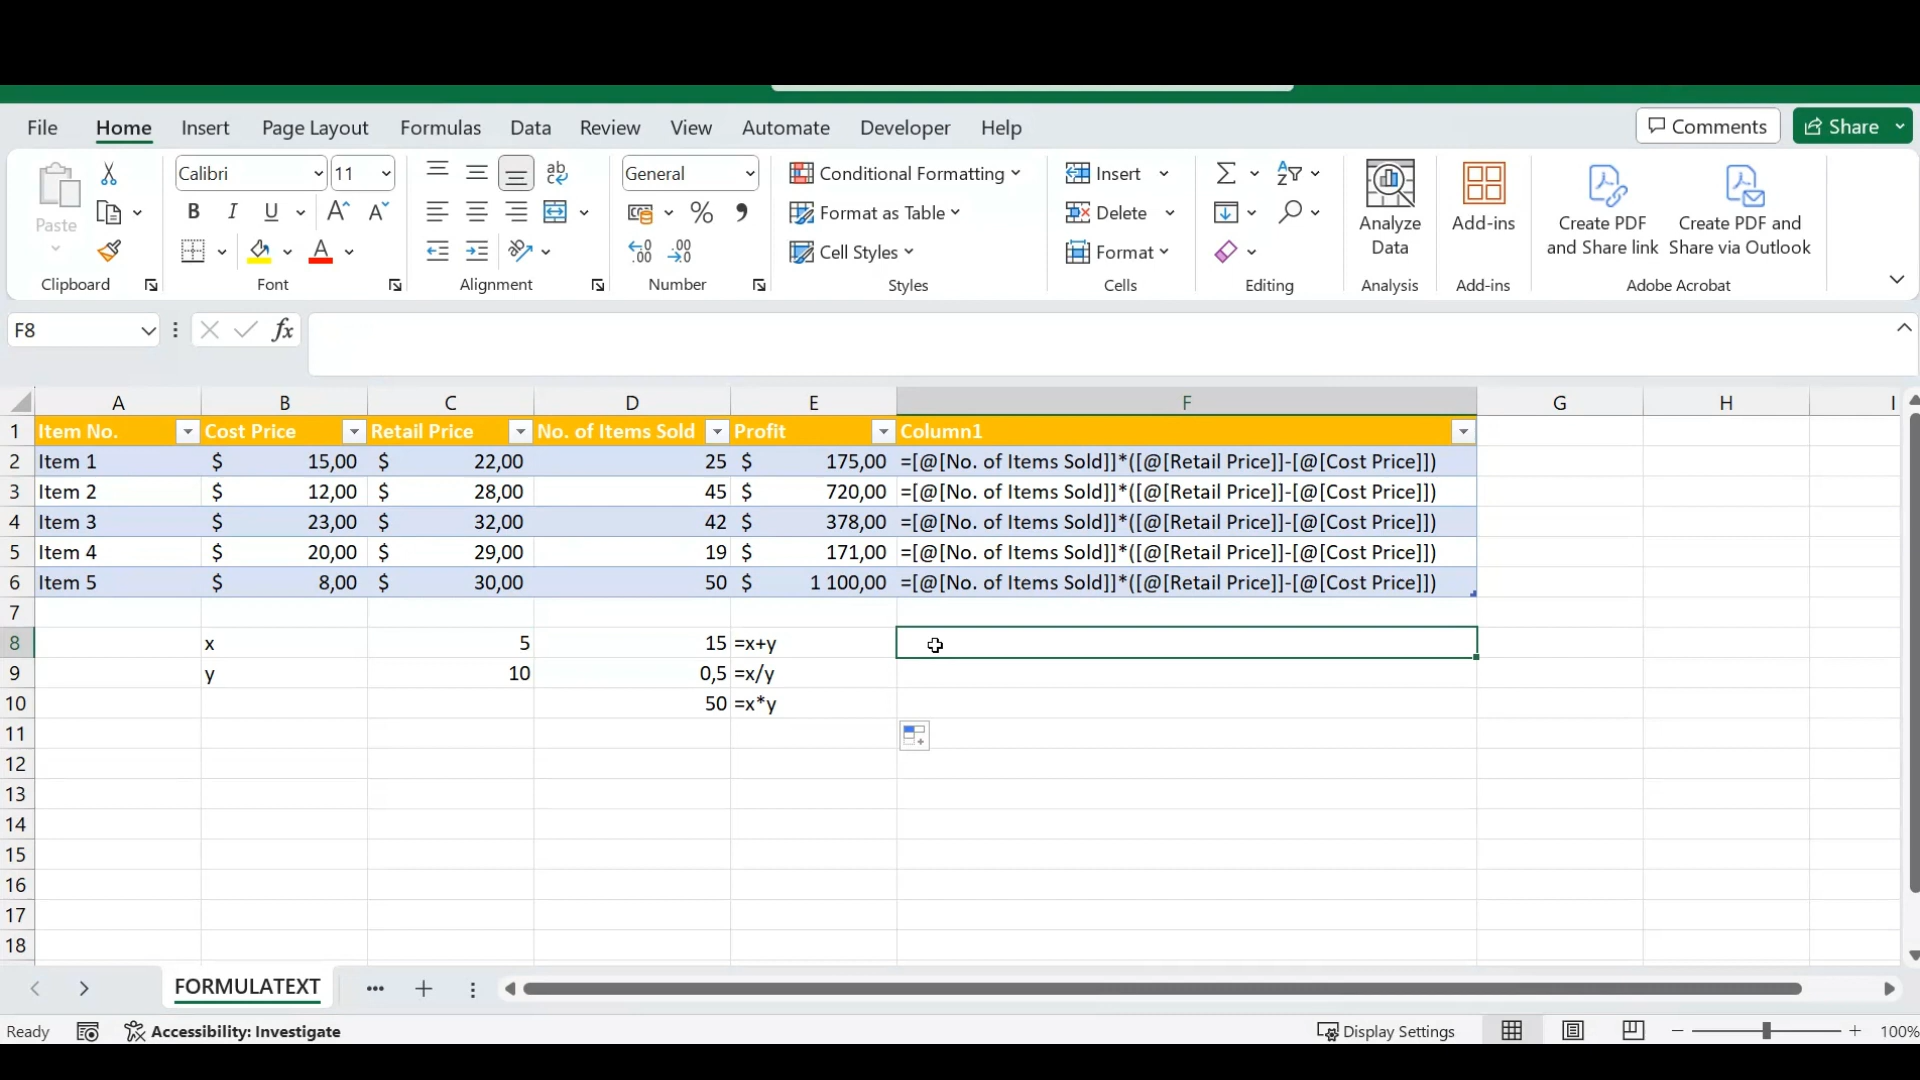 File Home Insert Page Layout Formulas Data Review View Automate Developer Help Comments Share
Paste
Clipboard
Calibri 11
B I U A A
A
Font
ab
Alignment
General
% 9
Number
Conditional Formatting
Format as Table
Cell Styles
Styles
Insert
Delete
Format
Cells
Σ
Editing
Analyze
Data
Analysis
Add-ins
Add-ins
Create PDF
and Share link
Create PDF and
Share via Outlook
Adobe Acrobat
F8 fx
A B C D E F G H I
1 Item No. Cost Price Retail Price No. of Items Sold Profit Column1
2 Item 1 $ 15,00 $ 22,00 25 $ 175,00 =[@[No. of Items Sold]]*([@[Retail Price]]-[@[Cost Price]])
3 Item 2 $ 12,00 $ 28,00 45 $ 720,00 =[@[No. of Items Sold]]*([@[Retail Price]]-[@[Cost Price]])
4 Item 3 $ 23,00 $ 32,00 42 $ 378,00 =[@[No. of Items Sold]]*([@[Retail Price]]-[@[Cost Price]])
5 Item 4 $ 20,00 $ 29,00 19 $ 171,00 =[@[No. of Items Sold]]*([@[Retail Price]]-[@[Cost Price]])
6 Item 5 $ 8,00 $ 30,00 50 $ 1 100,00 =[@[No. of Items Sold]]*([@[Retail Price]]-[@[Cost Price]])
7
8 x 5 15 =x+y
9 y 10 0,5 =x/y
10 50 =x*y
11
12
13
14
15
16
17
18
FORMULATEXT
Ready Accessibility: Investigate Display Settings 100%